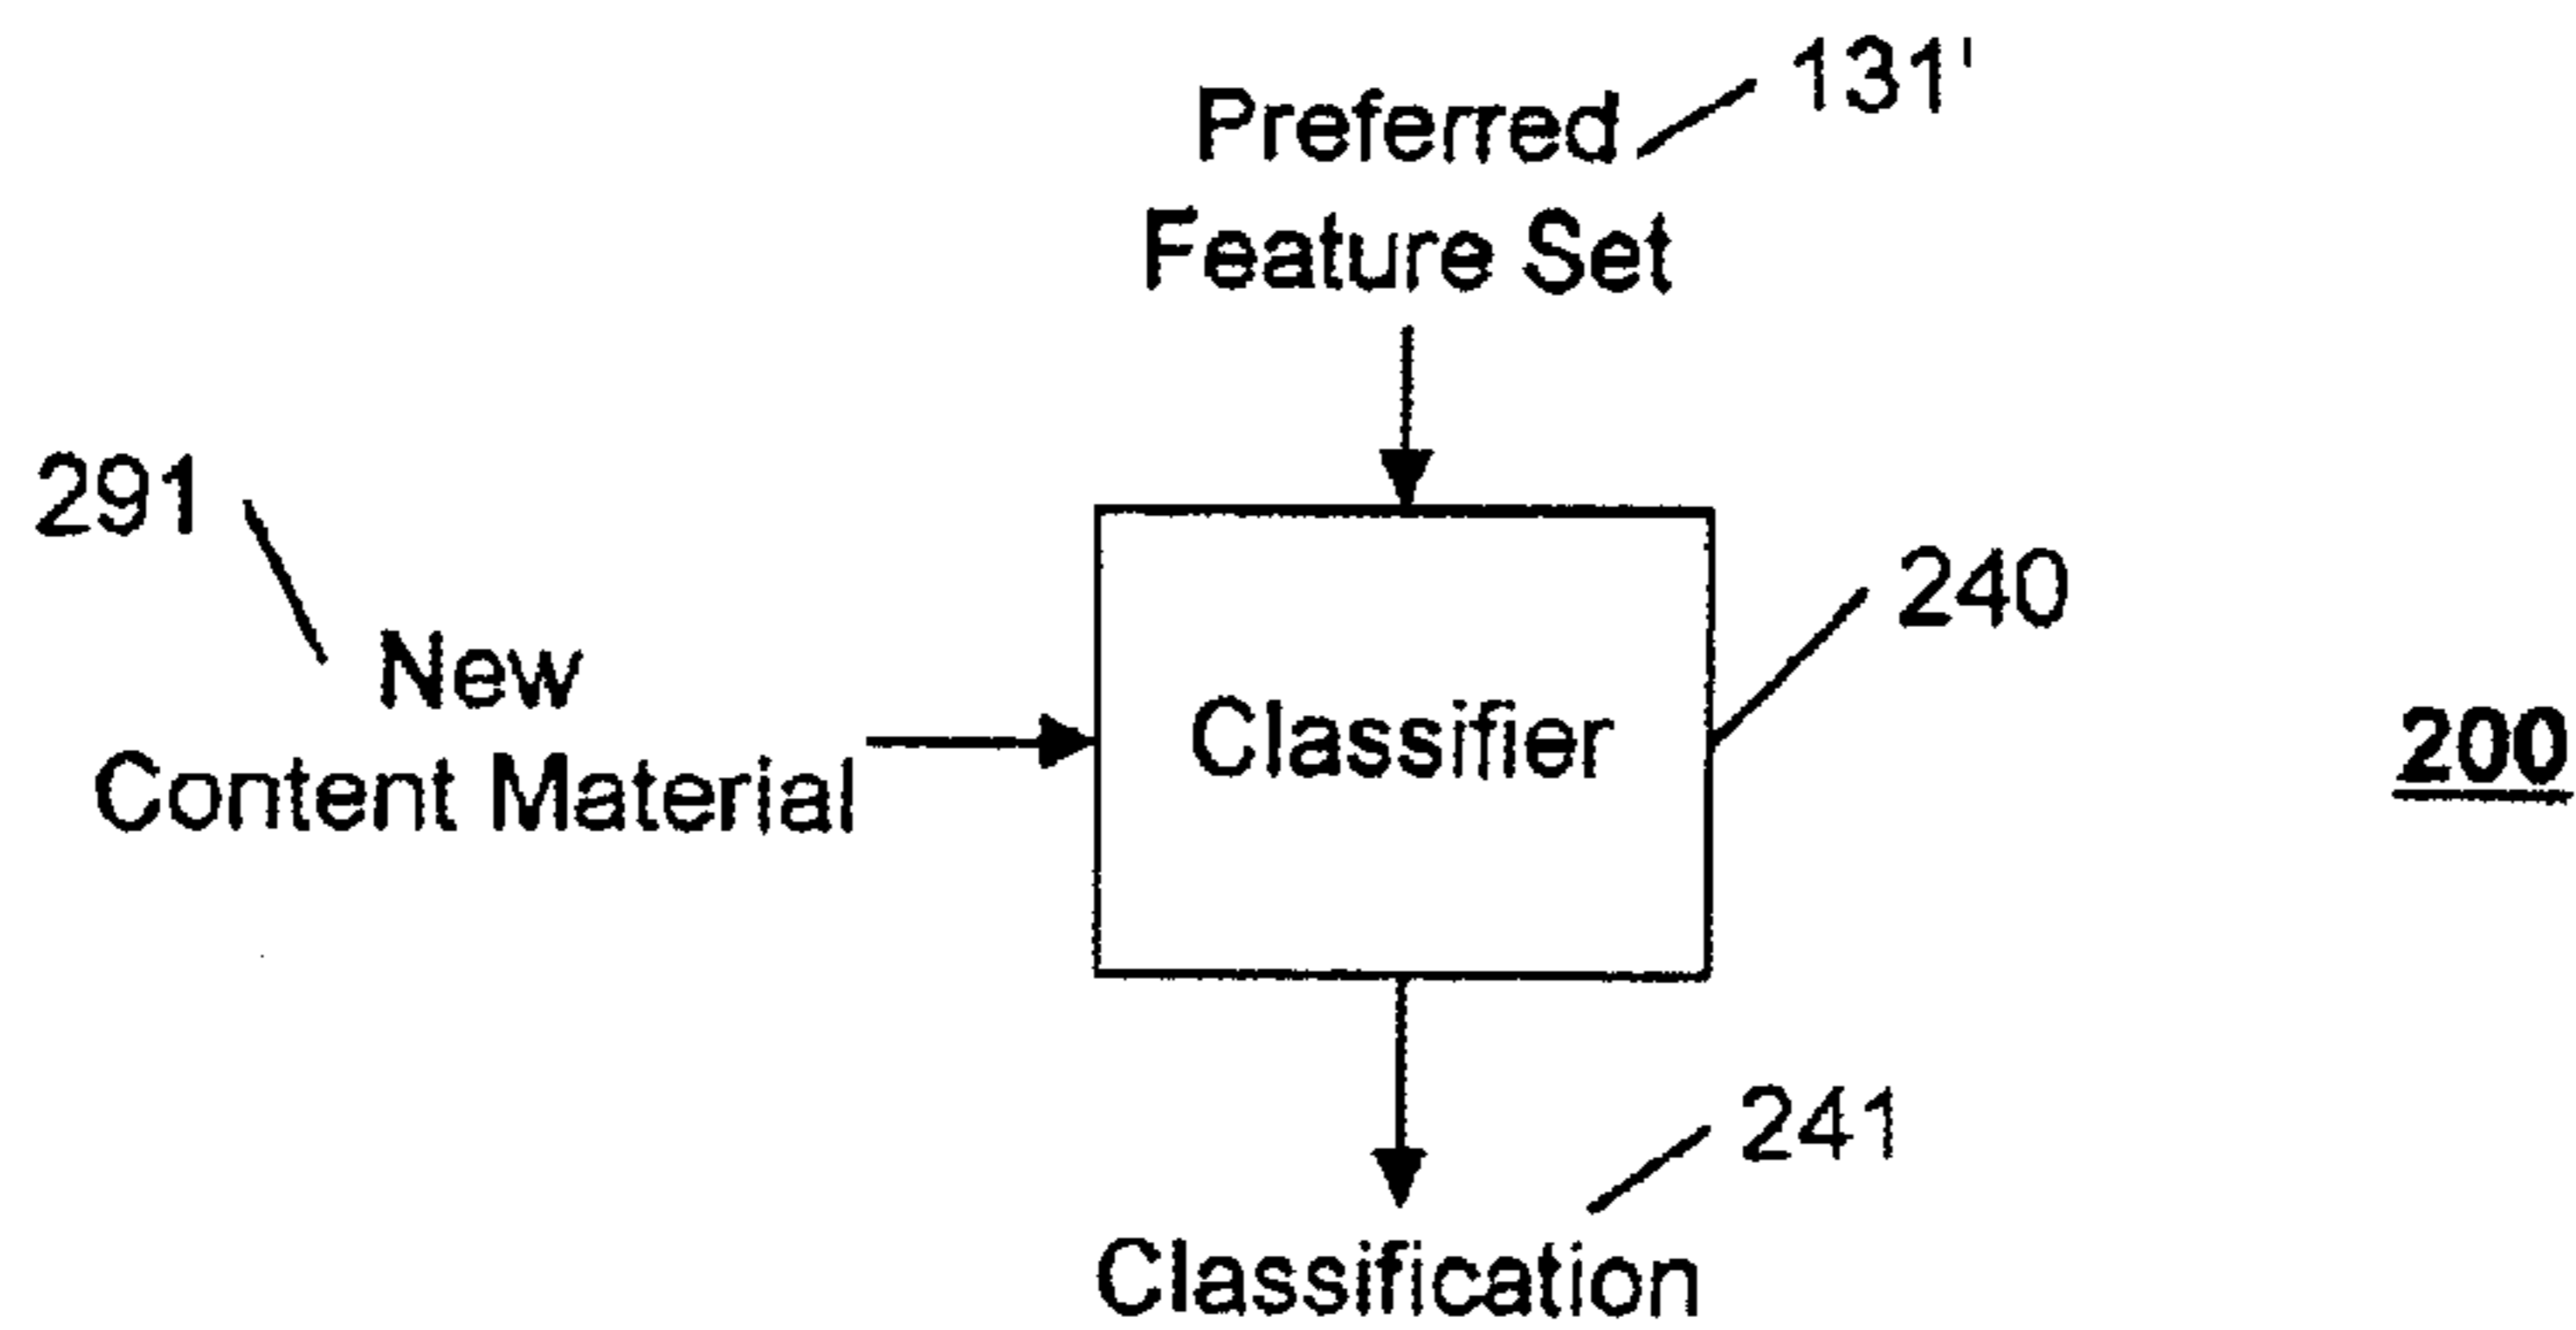 131'
Preferred
Feature Set
291
New
Content Material
Classifier
240
200
241
Classification